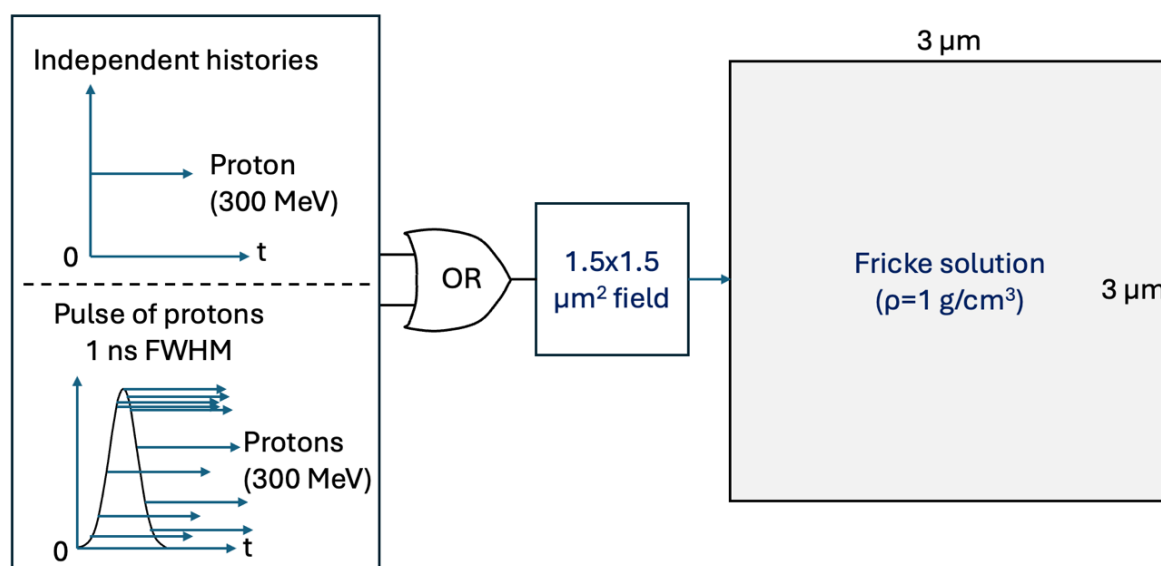 Independent histories
Proton
(300 MeV)
0
t
Pulse of protons
1 ns FWHM
Protons
(300 MeV)
0
t
OR
1.5x1.5
µm² field
3 µm
Fricke solution
(ρ=1 g/cm³)
3 µm